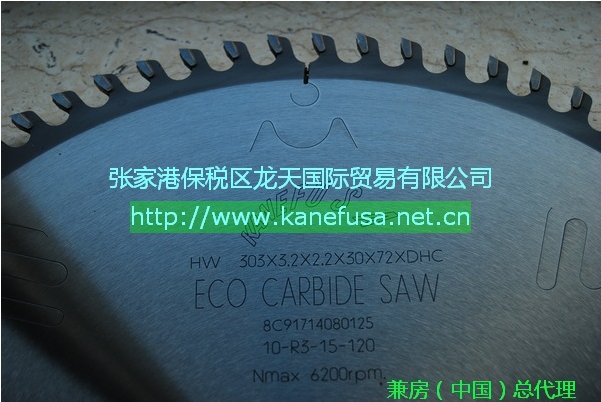 张家港保税区龙天国际贸易有限公司
http://www.kanefusa.net.cn
HW 303X3.2X2.2X30X72XDHC
ECO CARBIDE SAW
8C91714080125
10-R3-15-120
Nmax 6200rpm.
兼房（中国）总代理